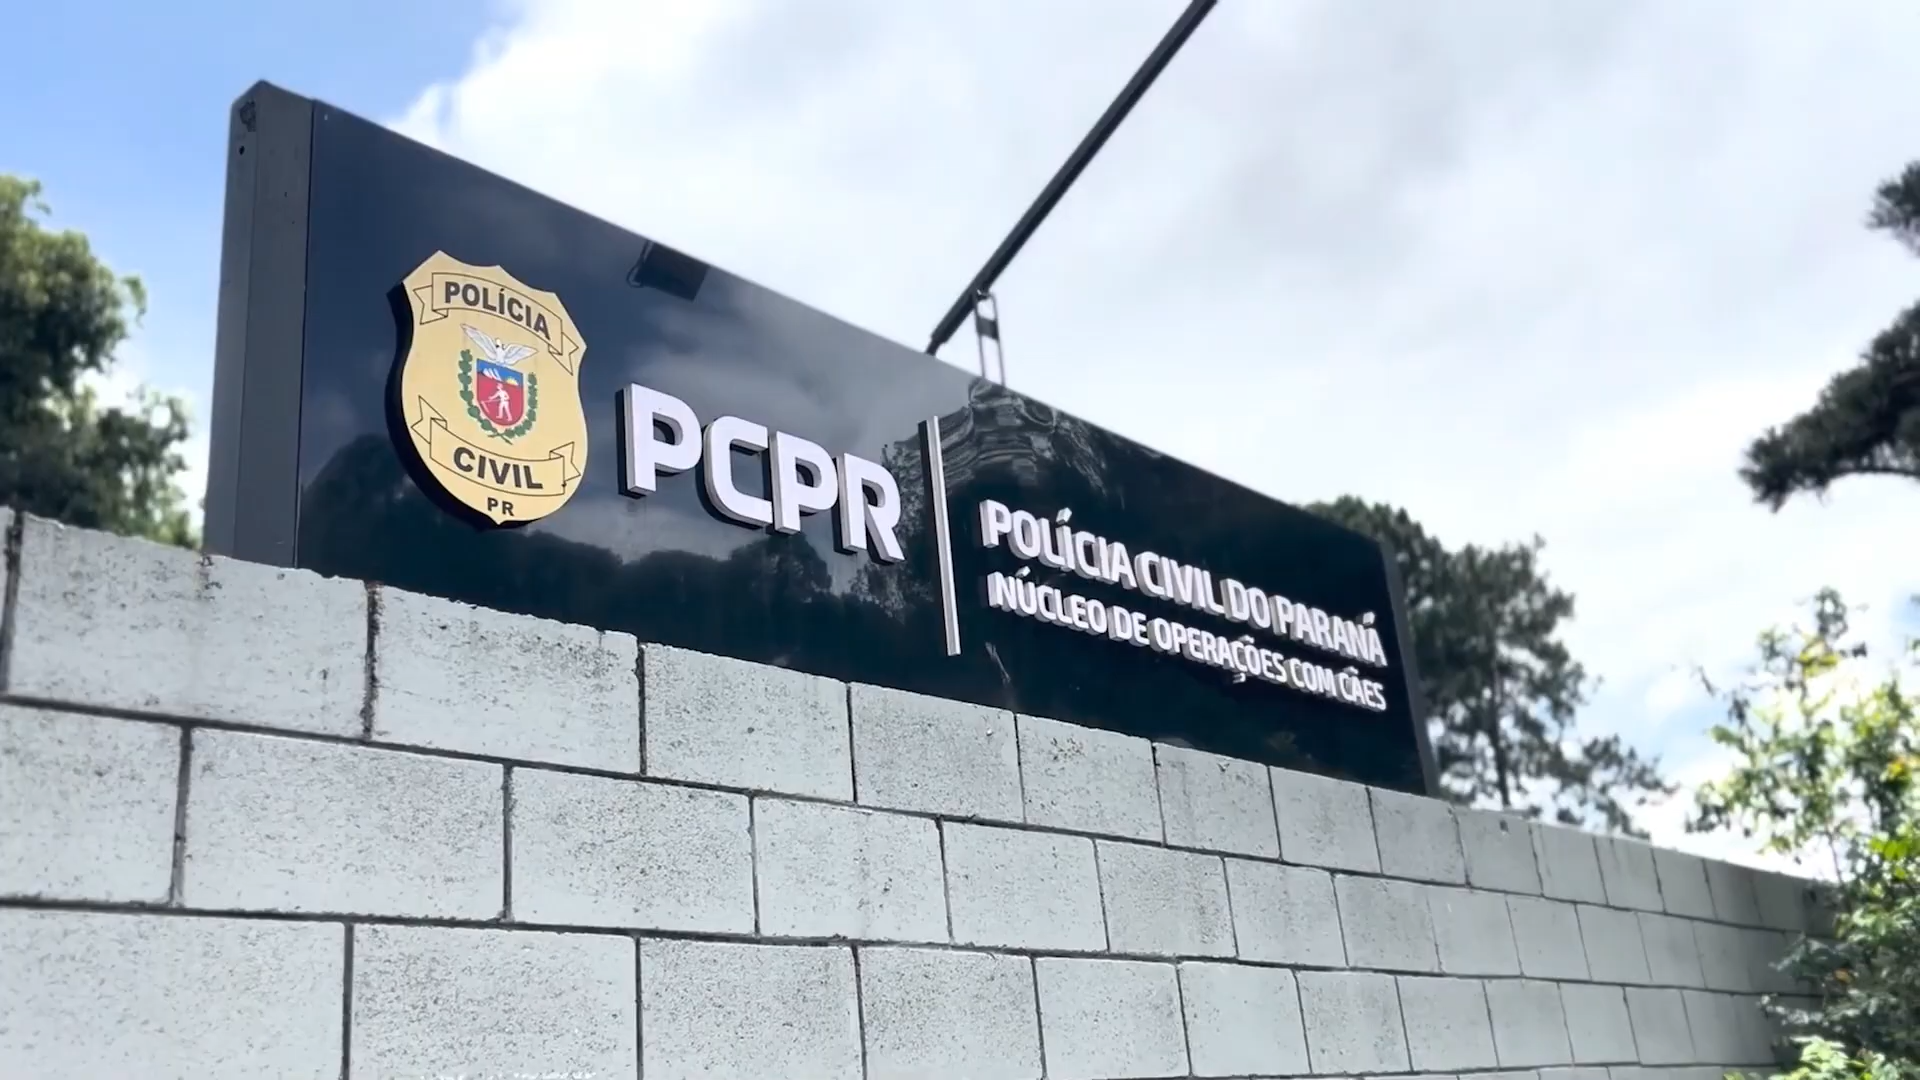 POLÍCIA
CIVIL
PR
PCPR
POLÍCIA CIVIL DO PARANÁ
NÚCLEO DE OPERAÇÕES COM CÃES